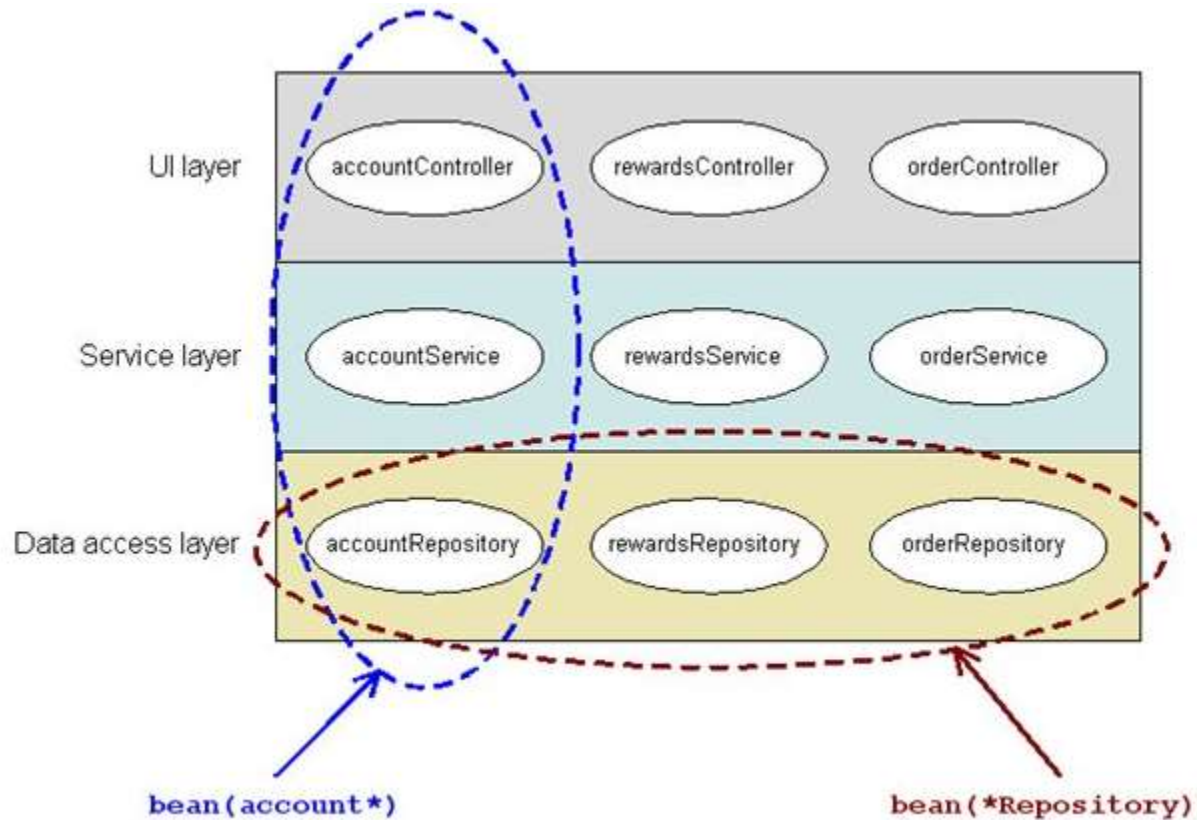 UI layer
accountController
rewardsController
orderController
Service layer
accountService
rewardsService
orderService
Data access layer
accountRepository
rewardsRepository
orderRepository
bean(account*)
bean(*Repository)